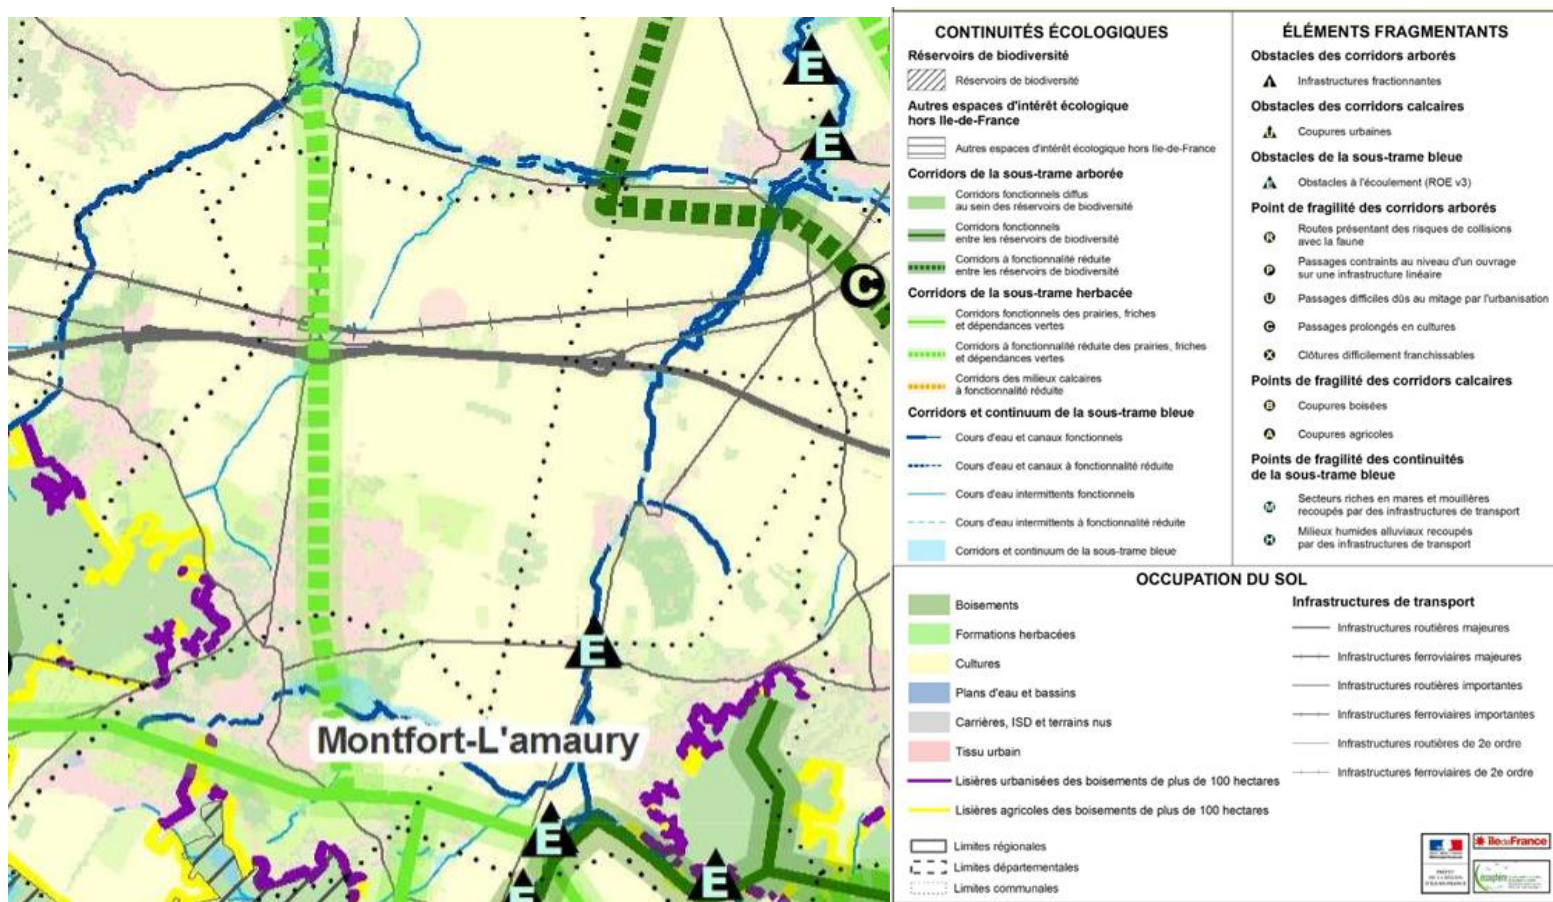 E
E
C
E
Montfort-L'amaury
E
E
E
CONTINUITÉS ÉCOLOGIQUES
Réservoirs de biodiversité
Réservoirs de biodiversité
Autres espaces d'intérêt écologique
hors Ile-de-France
Autres espaces d'intérêt écologique hors Ile-de-France
Corridors de la sous-trame arborée
Corridors fonctionnels diffus
au sein des réservoirs de biodiversité
Corridors fonctionnels
entre les réservoirs de biodiversité
Corridors à fonctionnalité réduite
entre les réservoirs de biodiversité
Corridors de la sous-trame herbacée
Corridors fonctionnels des prairies, friches
et dépendances vertes
Corridors à fonctionnalité réduite des prairies, friches
et dépendances vertes
Corridors des milieux calcaires
à fonctionnalité réduite
Corridors et continuum de la sous-trame bleue
Cours d'eau et canaux fonctionnels
Cours d'eau et canaux à fonctionnalité réduite
Cours d'eau intermittents fonctionnels
Cours d'eau intermittents à fonctionnalité réduite
Corridors et continuum de la sous-trame bleue
ÉLÉMENTS FRAGMENTANTS
Obstacles des corridors arborés
Infrastructures fractionnantes
Obstacles des corridors calcaires
Coupures urbaines
Obstacles de la sous-trame bleue
Obstacles à l'écoulement (ROE v3)
Point de fragilité des corridors arborés
R Routes présentant des risques de collisions
avec la faune
P Passages contraints au niveau d'un ouvrage
sur une infrastructure linéaire
U Passages difficiles dûs au mitage par l'urbanisation
C Passages prolongés en cultures
X Clôtures difficilement franchissables
Points de fragilité des corridors calcaires
B Coupures boisées
A Coupures agricoles
Points de fragilité des continuités
de la sous-trame bleue
M Secteurs riches en mares et mouillères
recoupés par des infrastructures de transport
H Milieux humides alluviaux recoupés
par des infrastructures de transport
OCCUPATION DU SOL
Boisements
Formations herbacées
Cultures
Plans d'eau et bassins
Carrières, ISD et terrains nus
Tissu urbain
Lisières urbanisées des boisements de plus de 100 hectares
Lisières agricoles des boisements de plus de 100 hectares
Limites régionales
Limites départementales
Limites communales
Infrastructures de transport
Infrastructures routières majeures
Infrastructures ferroviaires majeures
Infrastructures routières importantes
Infrastructures ferroviaires importantes
Infrastructures routières de 2e ordre
Infrastructures ferroviaires de 2e ordre
PRÉFET
DE LA RÉGION
D'ILE-DE-FRANCE
îledeFrance
écosphère